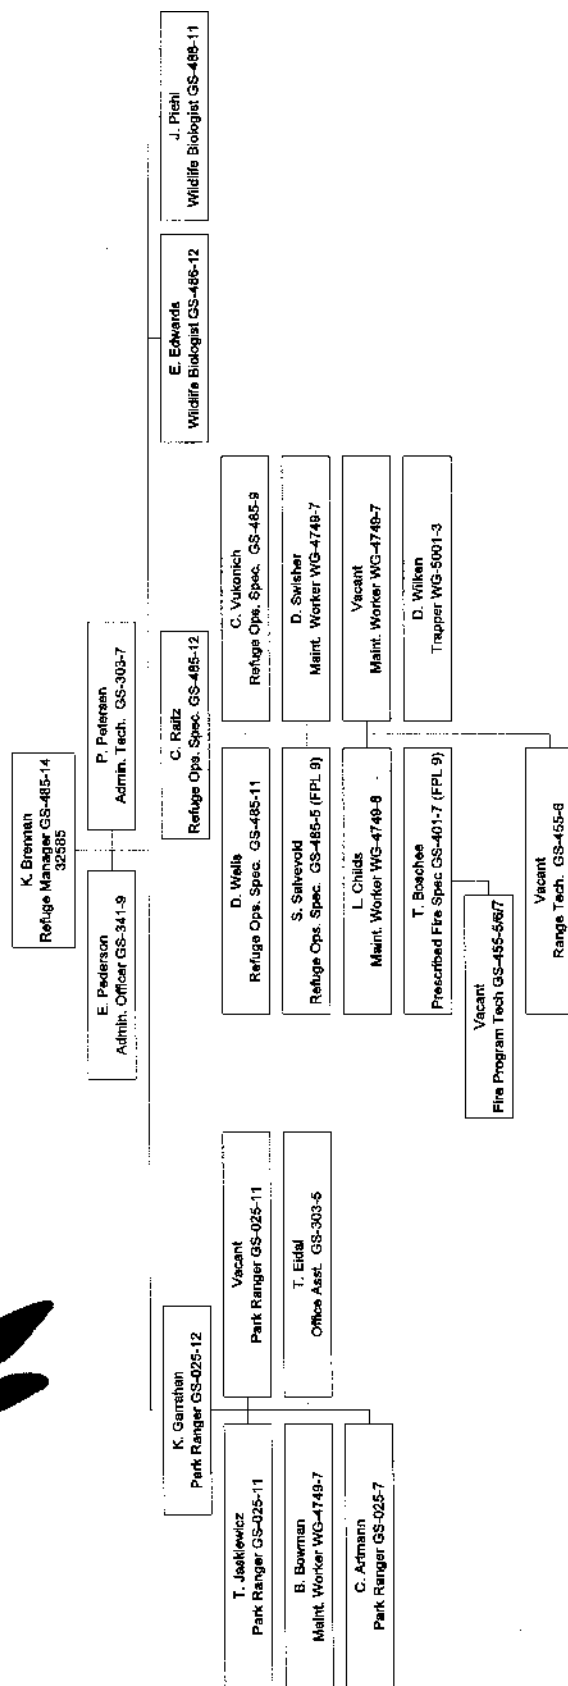 K. Brennan
Refuge Manager GS-485-14
32585
E. Pederson
Admin. Officer GS-341-9
P. Petersen
Admin. Tech. GS-303-7
K. Garrahan
Park Ranger GS-025-12
T. Jaskiewicz
Park Ranger GS-025-11
Vacant
Park Ranger GS-025-11
B. Bowman
Maint. Worker WG-4749-7
T. Eidal
Office Asst. GS-303-5
C. Artmann
Park Ranger GS-025-7
C. Raitz
Refuge Ops. Spec. GS-485-12
D. Wells
Refuge Ops. Spec. GS-485-11
C. Vukonich
Refuge Ops. Spec. GS-485-9
S. Salvevold
Refuge Ops. Spec. GS-485-5 (FPL 9)
D. Swisher
Maint. Worker WG-4749-7
L. Childs
Maint. Worker WG-4749-8
Vacant
Maint. Worker WG-4749-7
T. Boschee
Prescribed Fire Spec GS-401-7 (FPL 9)
D. Wilken
Trapper WG-5001-3
Vacant
Fire Program Tech GS-455-5/6/7
Vacant
Range Tech. GS-455-6
E. Edwards
Wildlife Biologist GS-486-12
J. Piehl
Wildlife Biologist GS-486-11